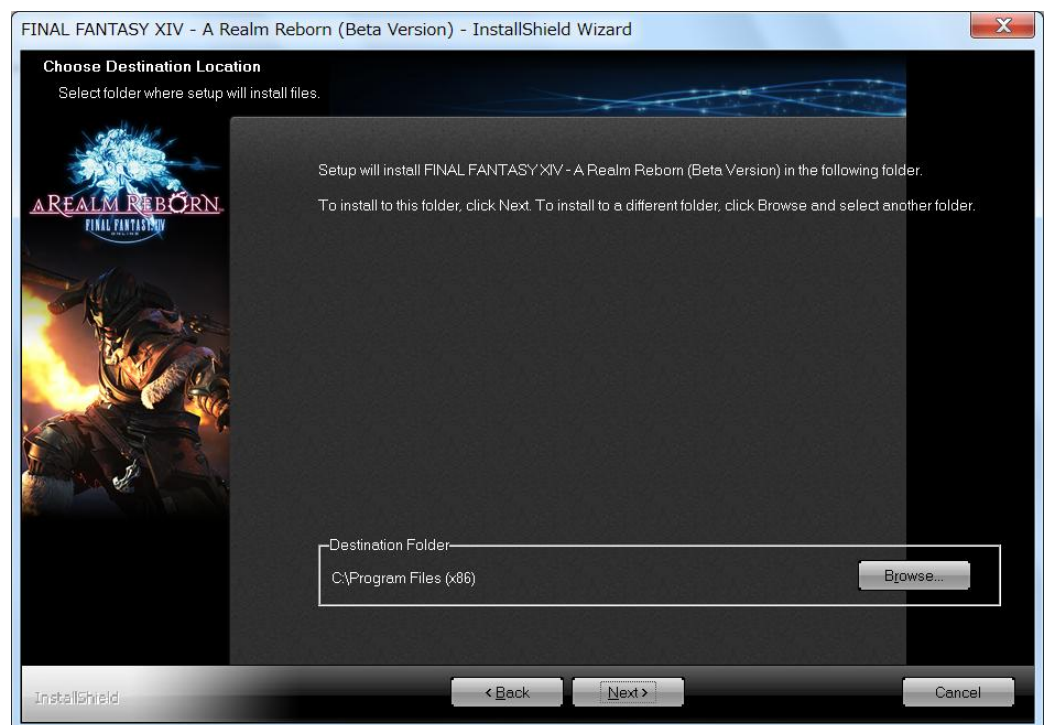 FINAL FANTASY XIV - A Realm Reborn (Beta Version) - InstallShield Wizard
X
Choose Destination Location
Select folder where setup will install files.
A REALM REBORN
FINAL FANTASY XIV
ONLINE
Setup will install FINAL FANTASY XIV - A Realm Reborn (Beta Version) in the following folder.
To install to this folder, click Next. To install to a different folder, click Browse and select another folder.
Destination Folder
C:\Program Files (x86)
Browse...
InstallShield
< Back
Next >
Cancel